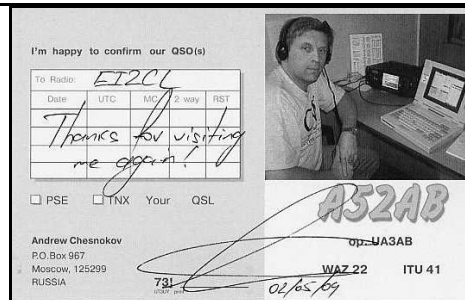 I'm happy to confirm our QSO(s)
To Radio: EI2CL
Date UTC MC 2 way RST
Thanks for visiting
me again!
PSE TNX Your QSL
A52AB
op. UA3AB
Andrew Chesnokov
P.O.Box 967
Moscow, 125299
RUSSIA
73!
WAZ 22 ITU 41
02/05/09